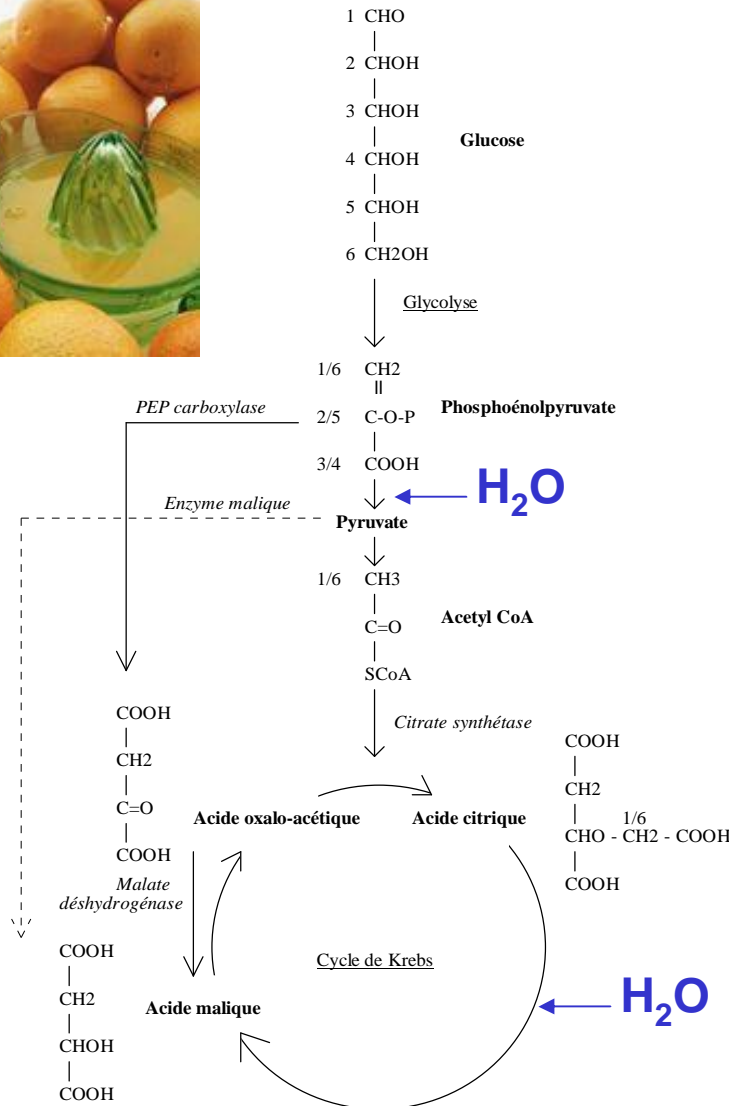 1 CHO
2 CHOH
3 CHOH
Glucose
4 CHOH
5 CHOH
6 CH2OH
Glycolyse
1/6 CH2
PEP carboxylase
2/5 C-O-P
Phosphoénolpyruvate
3/4 COOH
H2O
Enzyme malique
Pyruvate
1/6 CH3
C=O
Acetyl CoA
SCoA
Citrate synthétase
COOH
CH2
C=O
COOH
Acide oxalo-acétique
Acide citrique
COOH
CH2
1/6
CHO - CH2 - COOH
COOH
Malate
déshydrogénase
Cycle de Krebs
COOH
CH2
CHOH
COOH
Acide malique
H2O